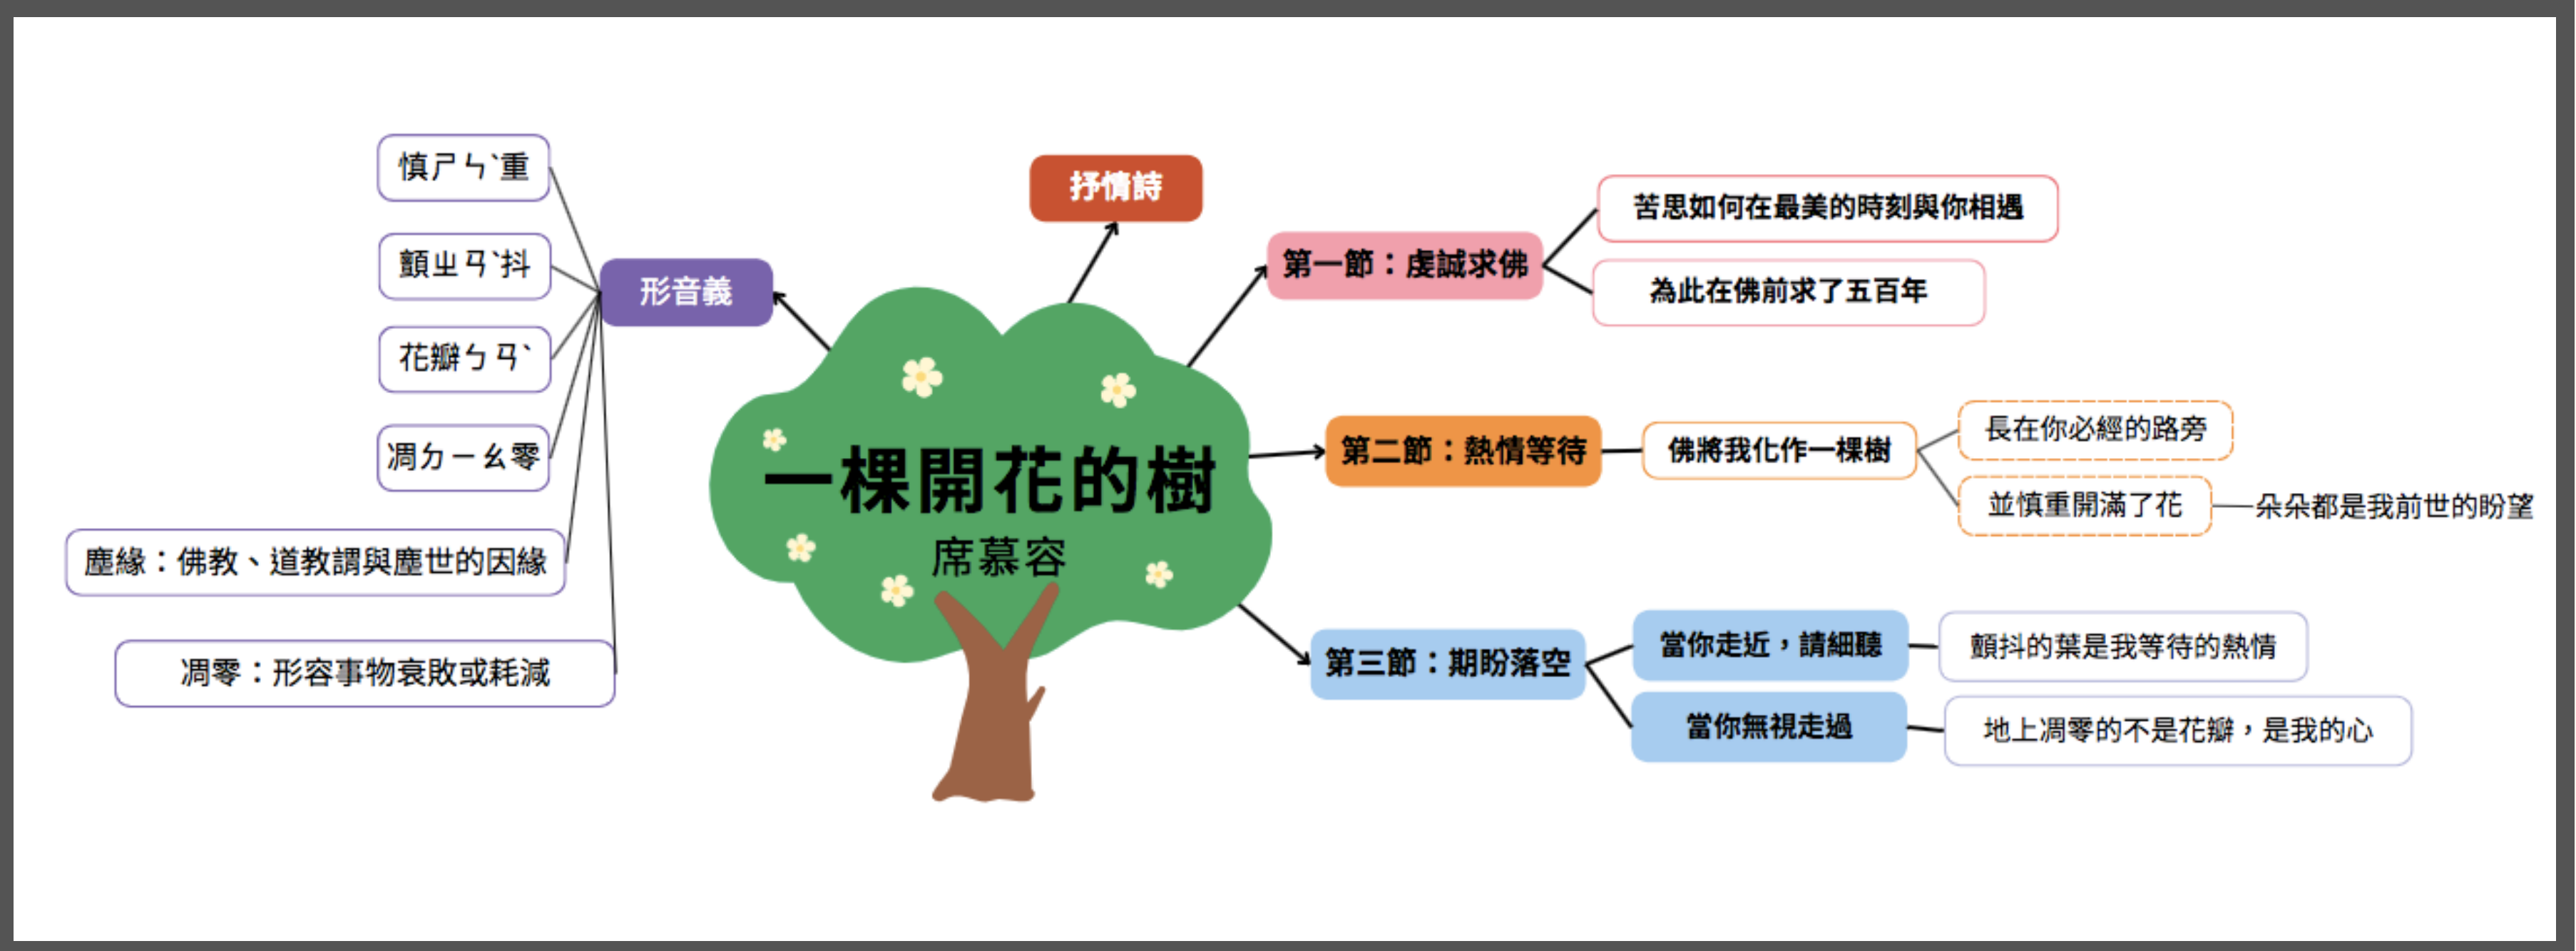 慎ㄕㄣˋ重
顫ㄓㄢˋ抖
花瓣ㄅㄢˋ
凋ㄉㄧㄠ零
塵緣：佛教、道教謂與塵世的因緣
凋零：形容事物衰敗或耗減
形音義
抒情詩
一棵開花的樹
席慕容
第一節：虔誠求佛
苦思如何在最美的時刻與你相遇
為此在佛前求了五百年
第二節：熱情等待
佛將我化作一棵樹
長在你必經的路旁
並慎重開滿了花
朵朵都是我前世的盼望
第三節：期盼落空
當你走近，請細聽
顫抖的葉是我等待的熱情
當你無視走過
地上凋零的不是花瓣，是我的心